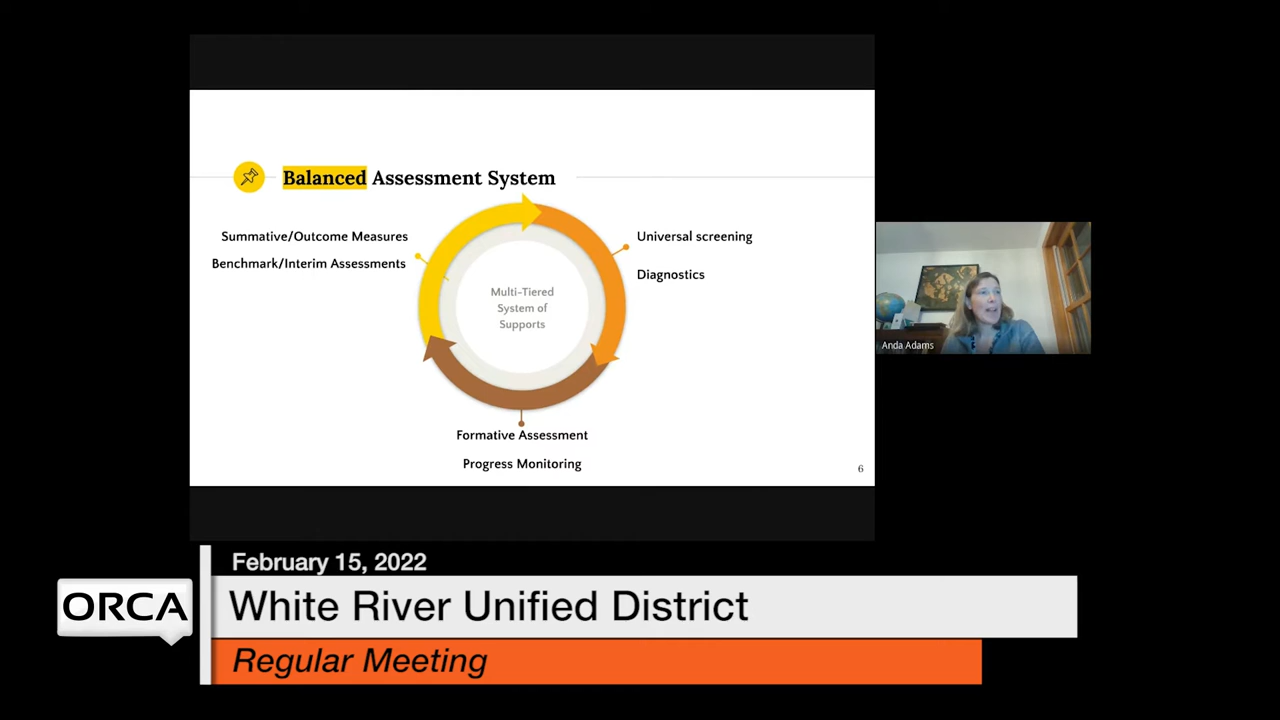 Balanced Assessment System
Summative/Outcome Measures
Benchmark/Interim Assessments
Universal screening
Diagnostics
Multi-Tiered
System of
Supports
Formative Assessment
Progress Monitoring
6
Anda Adams
February 15, 2022
ORCA
White River Unified District
Regular Meeting